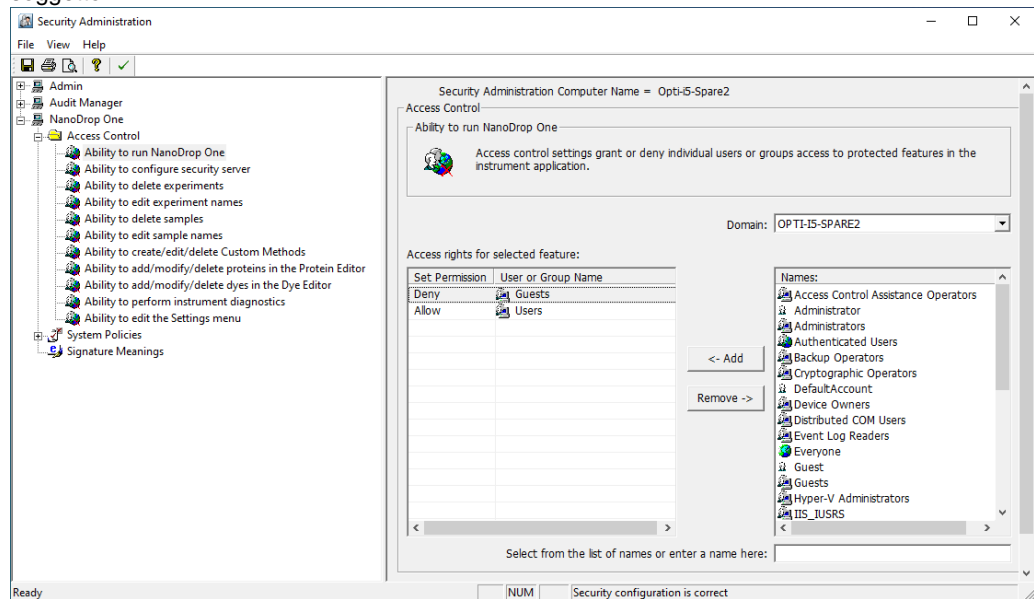 Security Administration
File View Help
Admin
Audit Manager
NanoDrop One
Access Control
Ability to run NanoDrop One
Ability to configure security server
Ability to delete experiments
Ability to edit experiment names
Ability to delete samples
Ability to edit sample names
Ability to create/edit/delete Custom Methods
Ability to add/modify/delete proteins in the Protein Editor
Ability to add/modify/delete dyes in the Dye Editor
Ability to perform instrument diagnostics
Ability to edit the Settings menu
System Policies
Signature Meanings
Security Administration Computer Name = Opti-i5-Spare2
Access Control
Ability to run NanoDrop One
Access control settings grant or deny individual users or groups access to protected features in the
instrument application.
Domain: OPTI-I5-SPARE2
Access rights for selected feature:
Set Permission User or Group Name
Deny Guests
Allow Users
<- Add
Remove ->
Names:
Access Control Assistance Operators
Administrator
Administrators
Authenticated Users
Backup Operators
Cryptographic Operators
DefaultAccount
Device Owners
Distributed COM Users
Event Log Readers
Everyone
Guest
Guests
Hyper-V Administrators
IIS_IUSRS
Select from the list of names or enter a name here:
Ready NUM Security configuration is correct